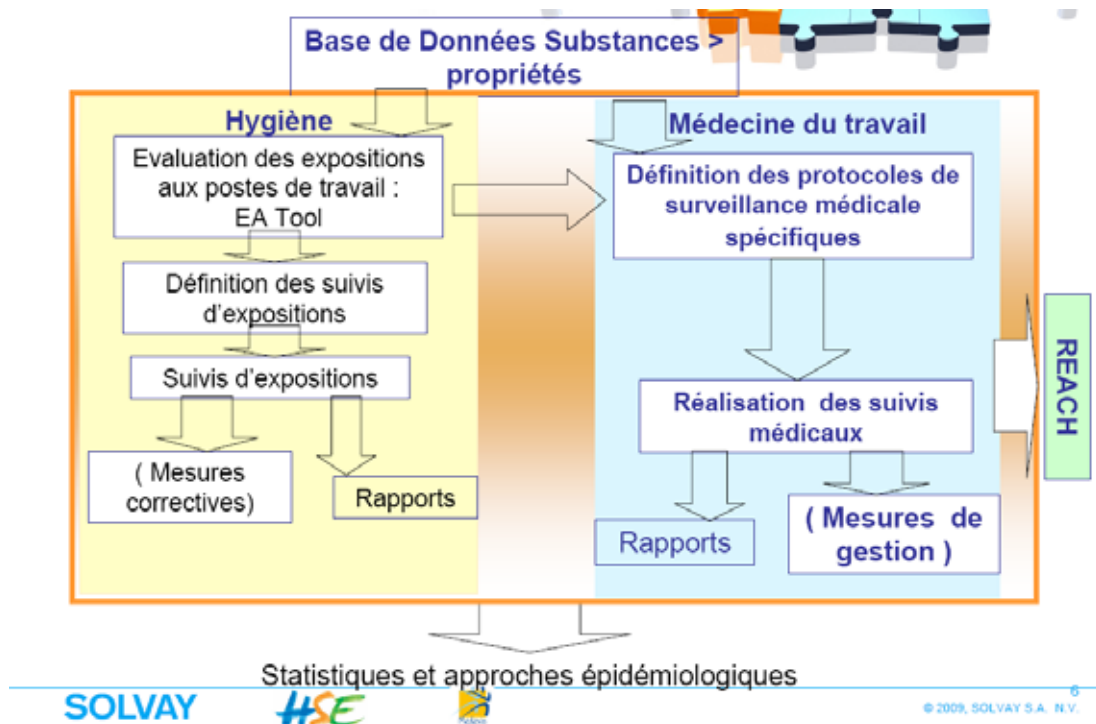 Base de Données Substances >
propriétés
Hygiène
Evaluation des expositions
aux postes de travail :
EA Tool
Définition des suivis
d'expositions
Suivis d'expositions
( Mesures
correctives)
Rapports
Médecine du travail
Définition des protocoles de
surveillance médicale
spécifiques
Réalisation des suivis
médicaux
Rapports
( Mesures de
gestion )
REACH
Statistiques et approches épidémiologiques
SOLVAY
HSE
6
© 2009, SOLVAY S.A. N.V.